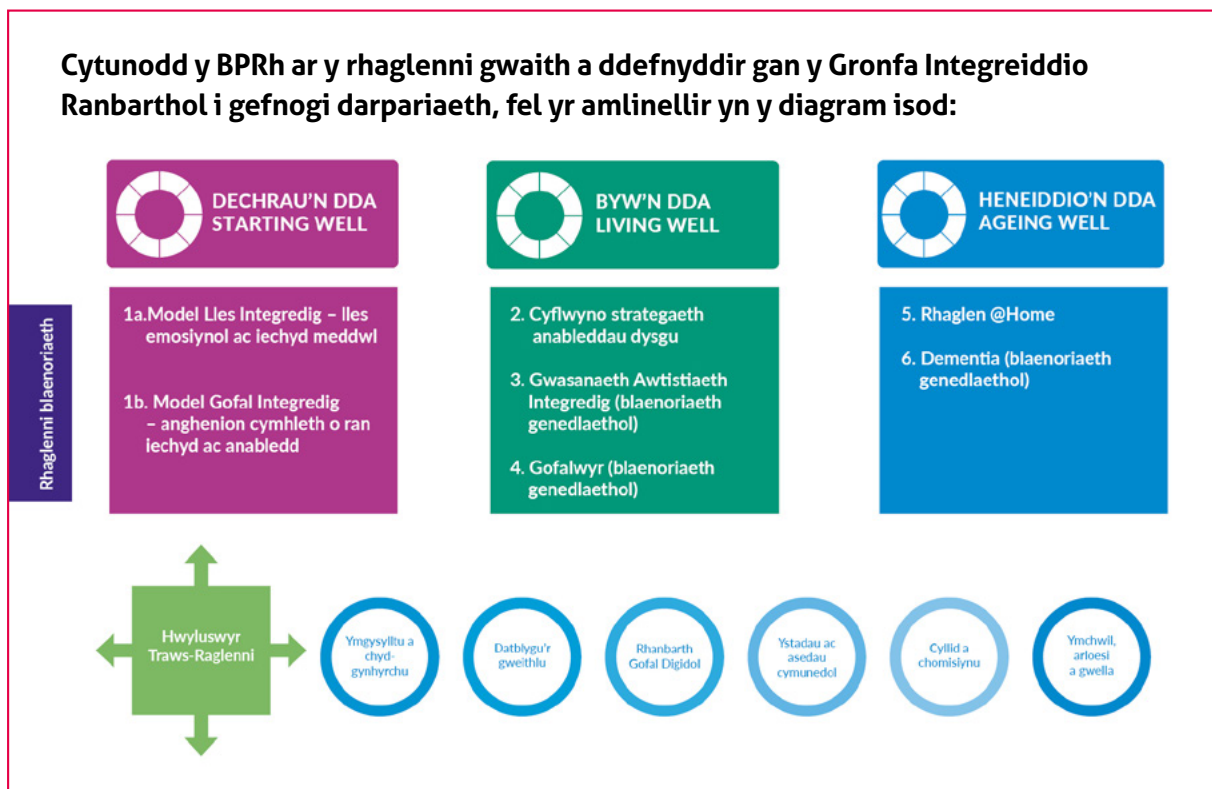 Cytunodd y BPRh ar y rhaglenni gwaith a ddefnyddir gan y Gronfa Integreiddio
Ranbarthol i gefnogi darpariaeth, fel yr amlinellir yn y diagram isod:
DECHRAU'N DDA
STARTING WELL
BYW'N DDA
LIVING WELL
HENEIDDIO'N DDA
AGEING WELL
Rhaglenni blaenoriaeth
1a.Model Lles Integredig – lles
emosiynol ac iechyd meddwl
1b. Model Gofal Integredig
– anghenion cymhleth o ran
iechyd ac anabledd
2. Cyflwyno strategaeth
anableddau dysgu
3. Gwasanaeth Awtistiaeth
Integredig (blaenoriaeth
genedlaethol)
4. Gofalwyr (blaenoriaeth
genedlaethol)
5. Rhaglen @Home
6. Dementia (blaenoriaeth
genedlaethol)
Hwyluswyr
Traws-Raglenni
Ymgysylltu a
chyd-
gynhyrchu
Datblygu'r
gweithlu
Rhanbarth
Gofal Digidol
Ystadau ac
asedau
cymunedol
Cyllid a
chomisiynu
Ymchwil,
arloesi
a gwella